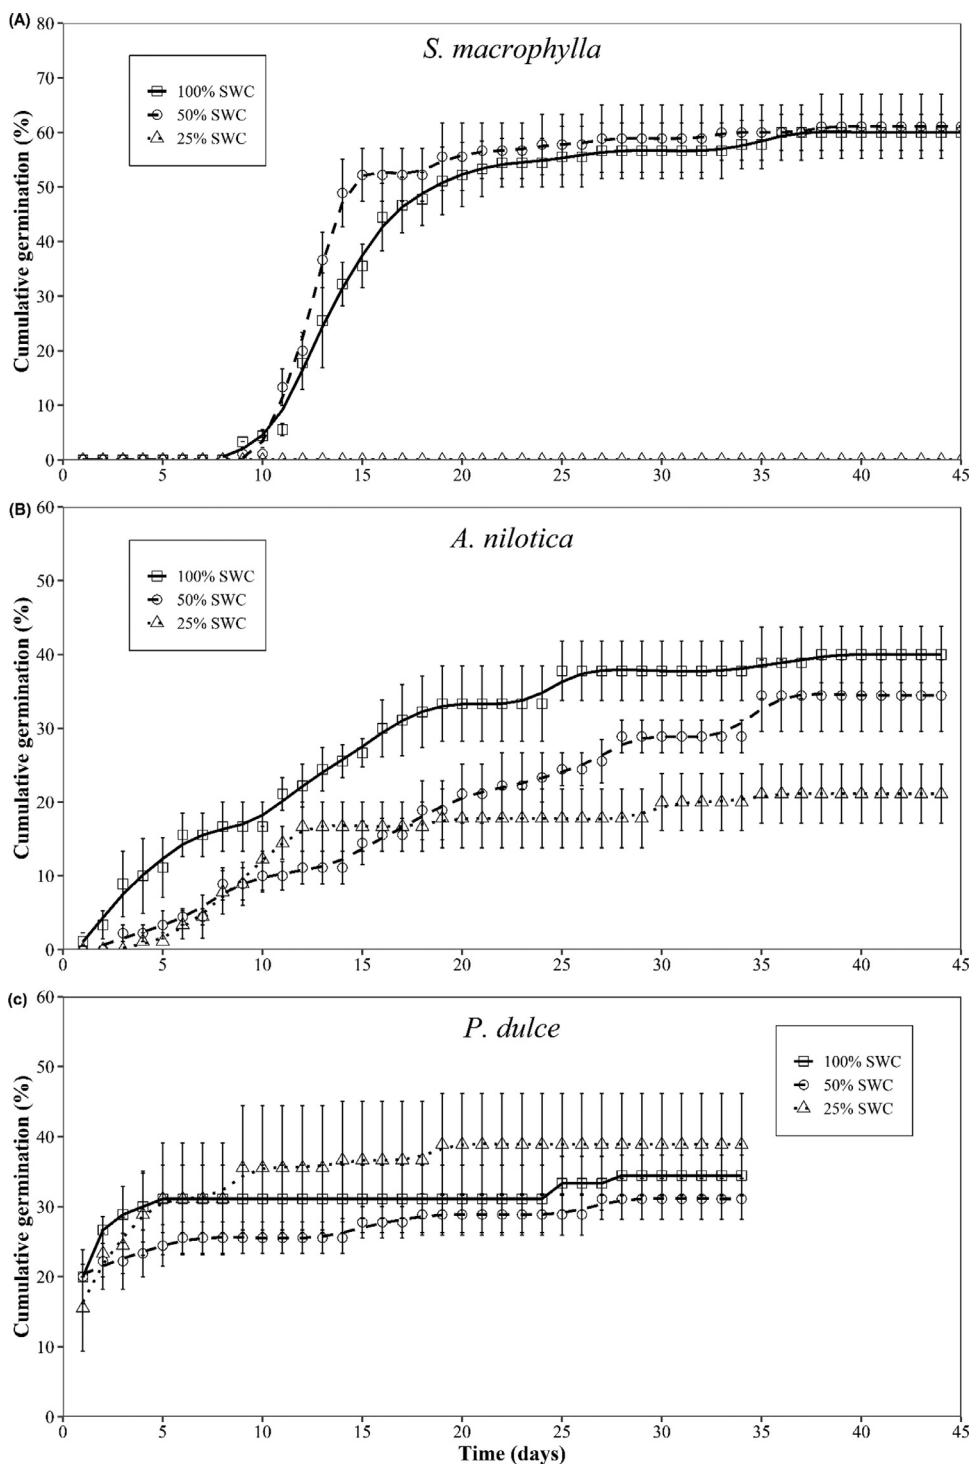 (A)
S. macrophylla
100% SWC
50% SWC
25% SWC
Cumulative germination (%)
80
70
60
50
40
30
20
10
0
0 5 10 15 20 25 30 35 40 45
(B)
A. nilotica
100% SWC
50% SWC
25% SWC
Cumulative germination (%)
60
50
40
30
20
10
0
0 5 10 15 20 25 30 35 40 45
(c)
P. dulce
100% SWC
50% SWC
25% SWC
Cumulative germination (%)
60
50
40
30
20
10
0
0 5 10 15 20 25 30 35 40 45
Time (days)